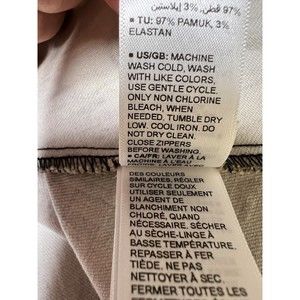 97% قطن, 3% إيلاستين
• TU: 97% PAMUK, 3%
ELASTAN
• US/GB: MACHINE
WASH COLD, WASH
WITH LIKE COLORS,
USE GENTLE CYCLE.
ONLY NON CHLORINE
BLEACH, WHEN
NEEDED. TUMBLE DRY
LOW. COOL IRON. DO
NOT DRY CLEAN.
CLOSE ZIPPERS
BEFORE WASHING.
• CA/FR: LAVER À LA
MACHINE À
DES COULEURS
SIMILAIRES, RÉGLER
SUR CYCLE DOUX.
UTILISER SEULEMENT
UN AGENT DE
BLANCHIMENT NON
CHLORÉ, QUAND
NÉCESSAIRE. SÉCHER
AU SÈCHE-LINGE À
BASSE TEMPÉRATURE.
REPASSER À FER
TIÈDE. NE PAS
NETTOYER À SEC.
FERMER TOUTES LES